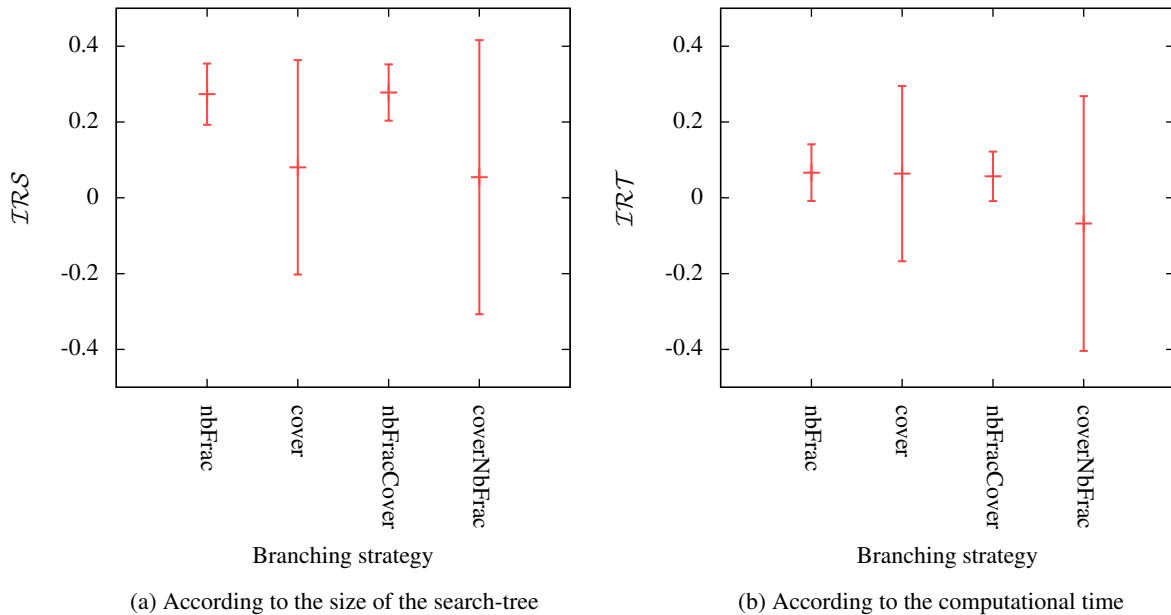 0.4
0.2
0
-0.2
-0.4
IRS
nbFrac
cover
nbFracCover
coverNbFrac
Branching strategy
(a) According to the size of the search-tree
0.4
0.2
0
-0.2
-0.4
IRT
nbFrac
cover
nbFracCover
coverNbFrac
Branching strategy
(b) According to the computational time